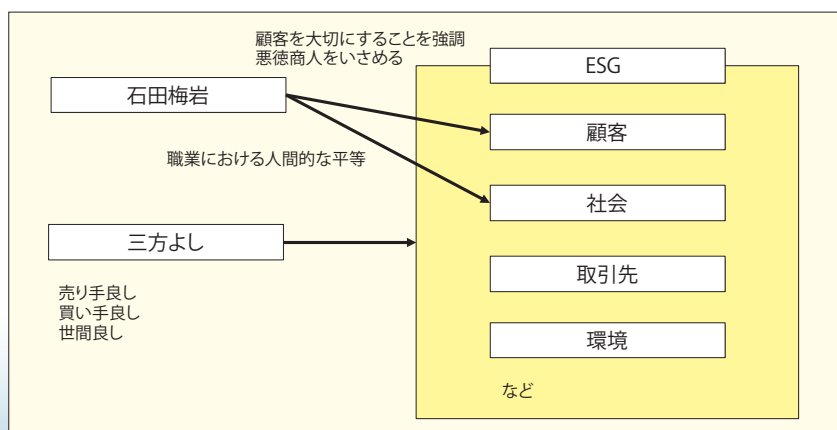 顧客を大切にすることを強調
悪徳商人をいさめる
ESG
石田梅岩
顧客
職業における人間的な平等
社会
三方よし
取引先
売り手良し
買い手良し
世間良し
環境
など